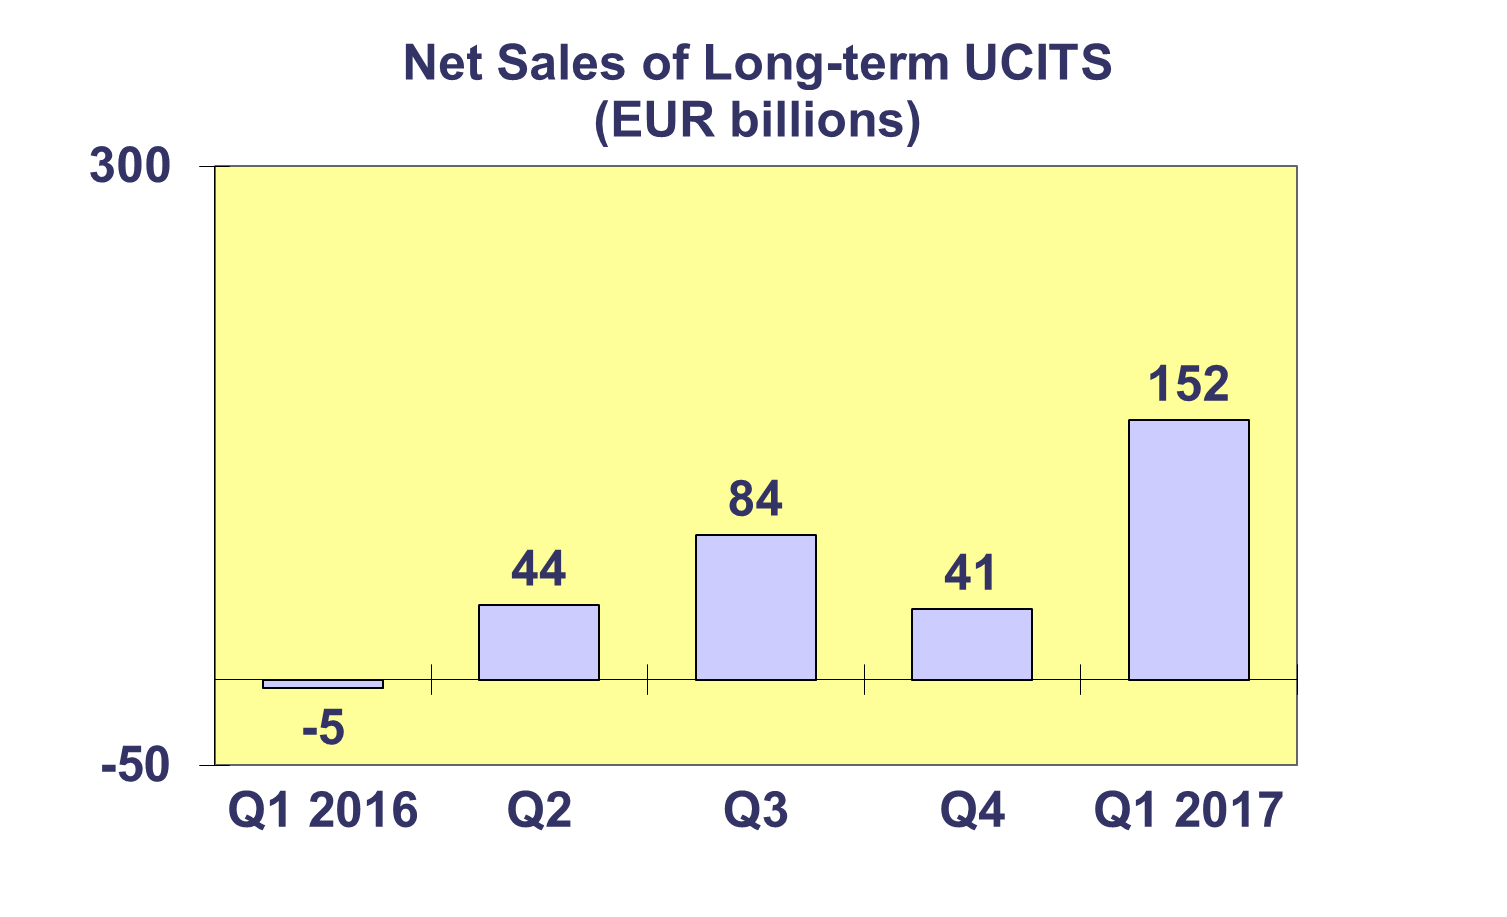 Net Sales of Long-term UCITS
(EUR billions)
300
152
84
44
41
-5
-50
Q1 2016 Q2 Q3 Q4 Q1 2017